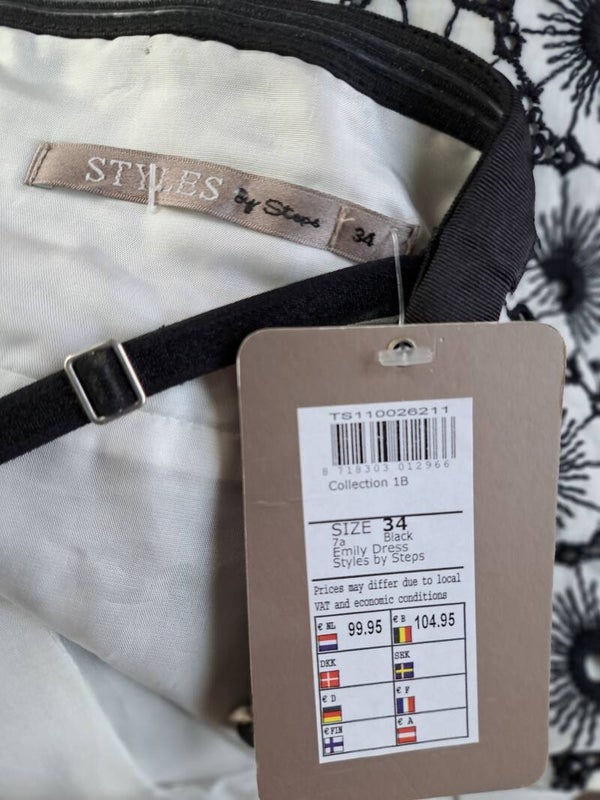 STYLES By Steps 34
TS110026211
8 718303 012966
Collection 1B
SIZE 34
7a Black
Emily Dress
Styles by Steps
Prices may differ due to local
VAT and economic conditions
€ NL 99.95 € B 104.95
DKK SEK
€ D € F
€ FIN € A